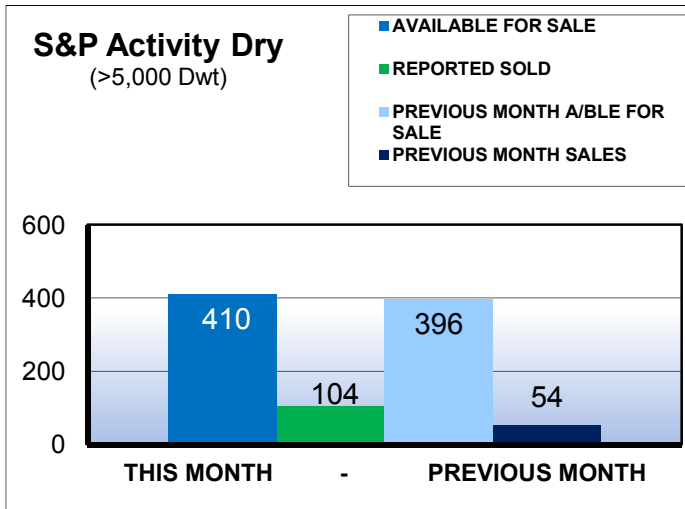 S&P Activity Dry
(>5,000 Dwt)
AVAILABLE FOR SALE
REPORTED SOLD
PREVIOUS MONTH A/BLE FOR
SALE
PREVIOUS MONTH SALES
600
400
200
0
410
104
396
54
THIS MONTH - PREVIOUS MONTH